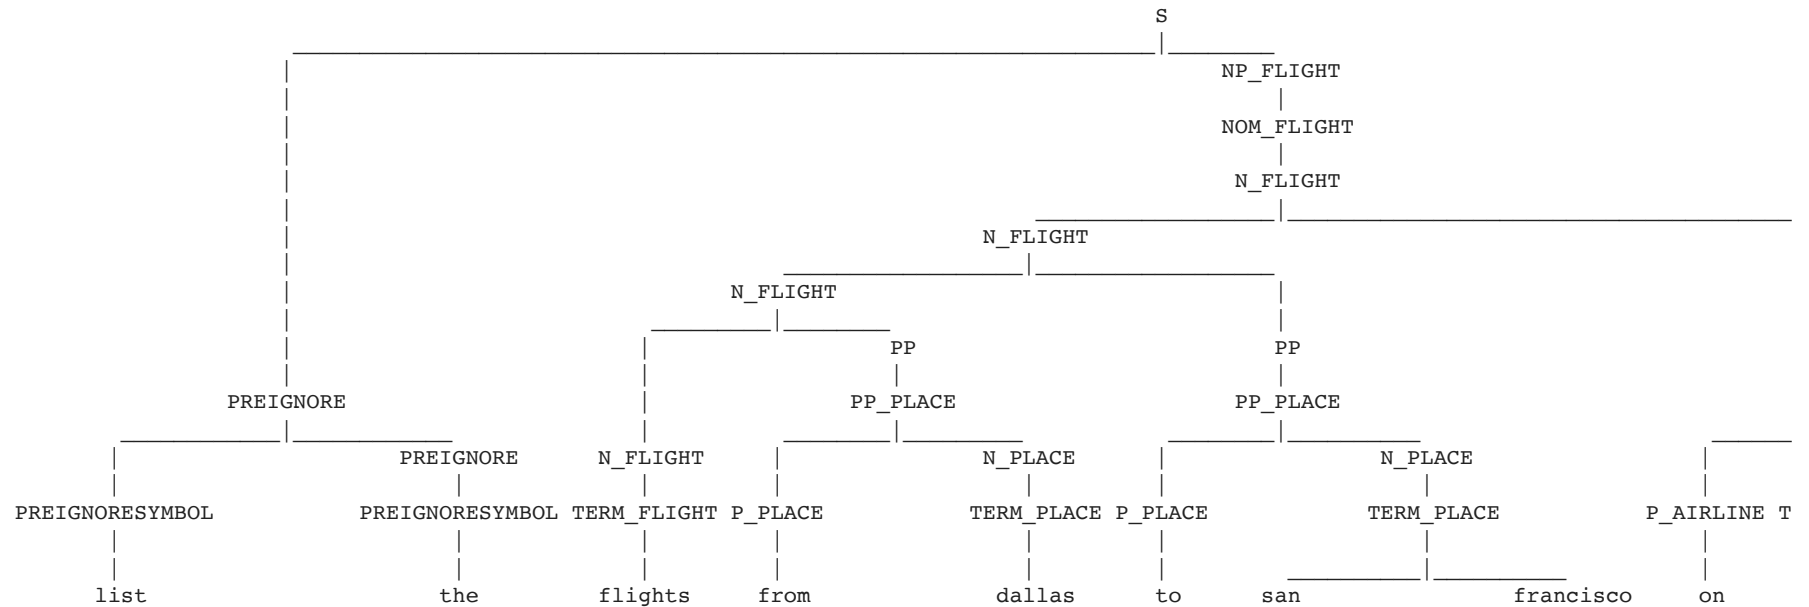 S
NP_FLIGHT
NOM_FLIGHT
N_FLIGHT
N_FLIGHT
N_FLIGHT
PP PP
PREIGNORE PP_PLACE PP_PLACE
PREIGNORE N_FLIGHT N_PLACE N_PLACE
PREIGNORESYMBOL PREIGNORESYMBOL TERM_FLIGHT P_PLACE TERM_PLACE P_PLACE TERM_PLACE P_AIRLINE T
list the flights from dallas to san francisco on